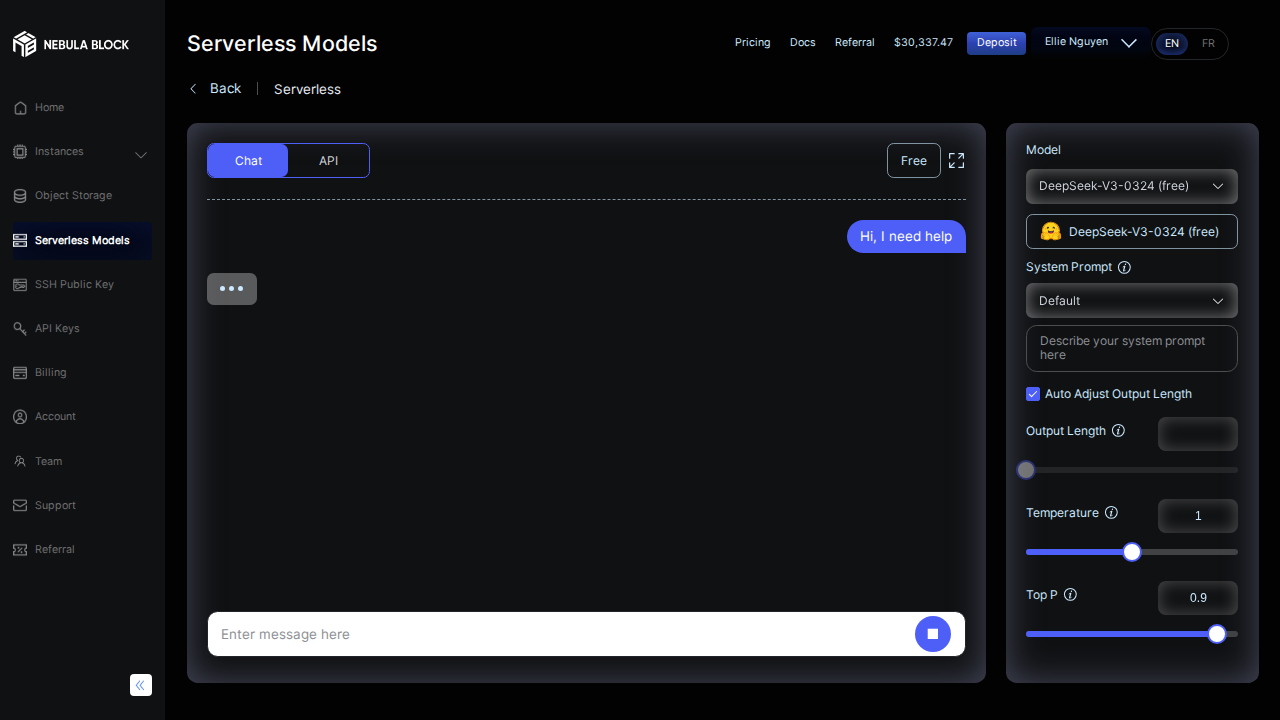 NEBULA BLOCK
Home
Instances
Object Storage
Serverless Models
SSH Public Key
API Keys
Billing
Account
Team
Support
Referral
Serverless Models
Pricing
Docs
Referral
$30,337.47
Deposit
Ellie Nguyen
EN
FR
Back
Serverless
Chat
API
Free
Hi, I need help
Enter message here
Model
DeepSeek-V3-0324 (free)
DeepSeek-V3-0324 (free)
System Prompt
Default
Describe your system prompt
here
Auto Adjust Output Length
Output Length
Temperature
1
Top P
0.9